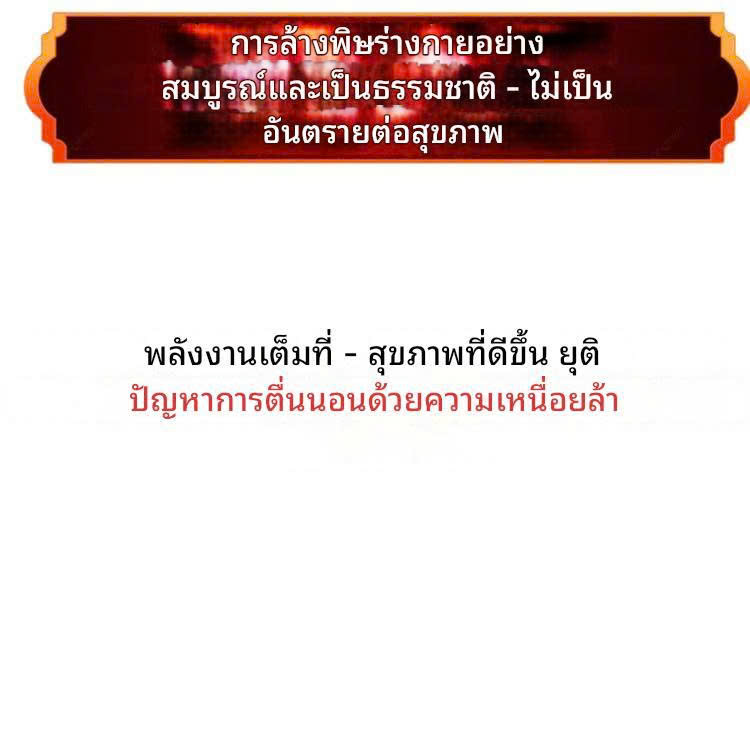 การล้างพิษร่างกายอย่าง
สมบูรณ์และเป็นธรรมชาติ - ไม่เป็น
อันตรายต่อสุขภาพ
พลังงานเต็มที่ - สุขภาพที่ดีขึ้น ยุติ
ปัญหาการตื่นนอนด้วยความเหนื่อยล้า